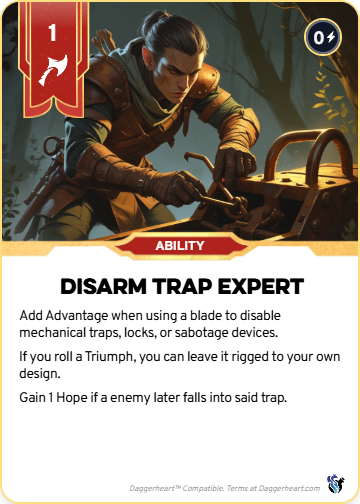 1
0
ABILITY
DISARM TRAP EXPERT
Add Advantage when using a blade to disable
mechanical traps, locks, or sabotage devices.
If you roll a Triumph, you can leave it rigged to your own
design.
Gain 1 Hope if a enemy later falls into said trap.
Daggerheart™ Compatible. Terms at Daggerheart.com